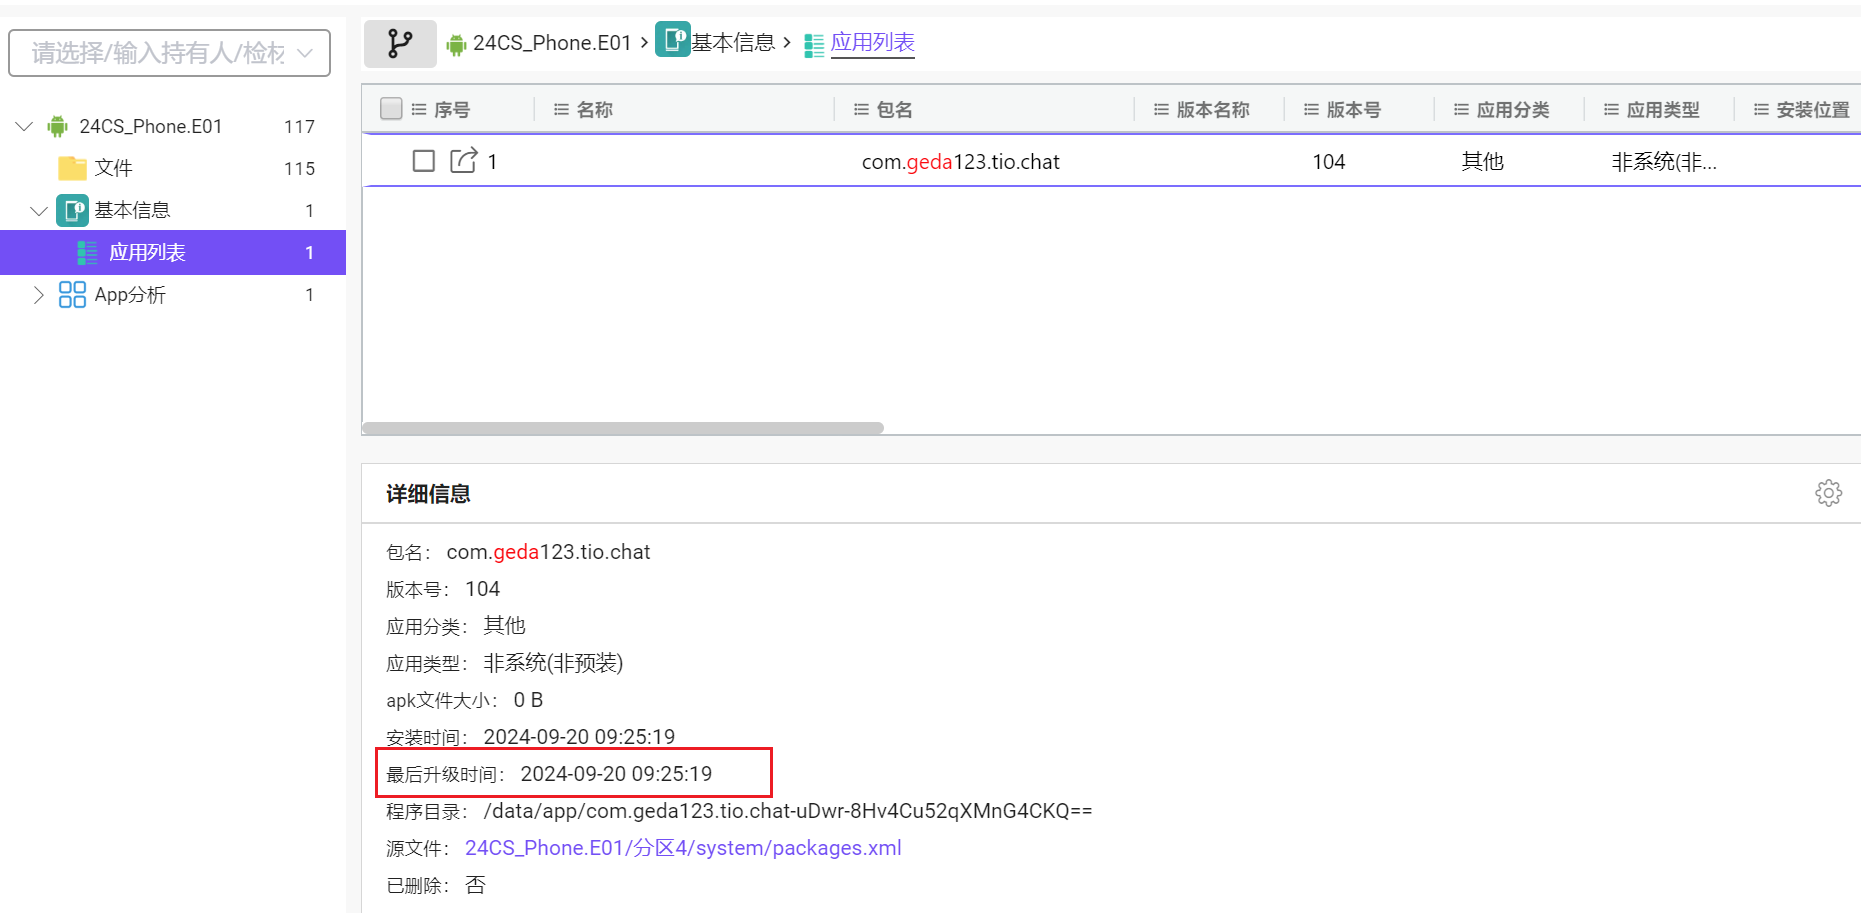 请选择/输入持有人/检材
24CS_Phone.E01 117
文件 115
基本信息 1
应用列表 1
App分析 1
24CS_Phone.E01 > 基本信息 > 应用列表
序号 名称 包名 版本名称 版本号 应用分类 应用类型 安装位置
1 com.geda123.tio.chat 104 其他 非系统(非...
详细信息
包名: com.geda123.tio.chat
版本号: 104
应用分类: 其他
应用类型: 非系统(非预装)
apk文件大小: 0 B
安装时间: 2024-09-20 09:25:19
最后升级时间: 2024-09-20 09:25:19
程序目录: /data/app/com.geda123.tio.chat-uDwr-8Hv4Cu52qXMnG4CKQ==
源文件: 24CS_Phone.E01/分区4/system/packages.xml
已删除: 否